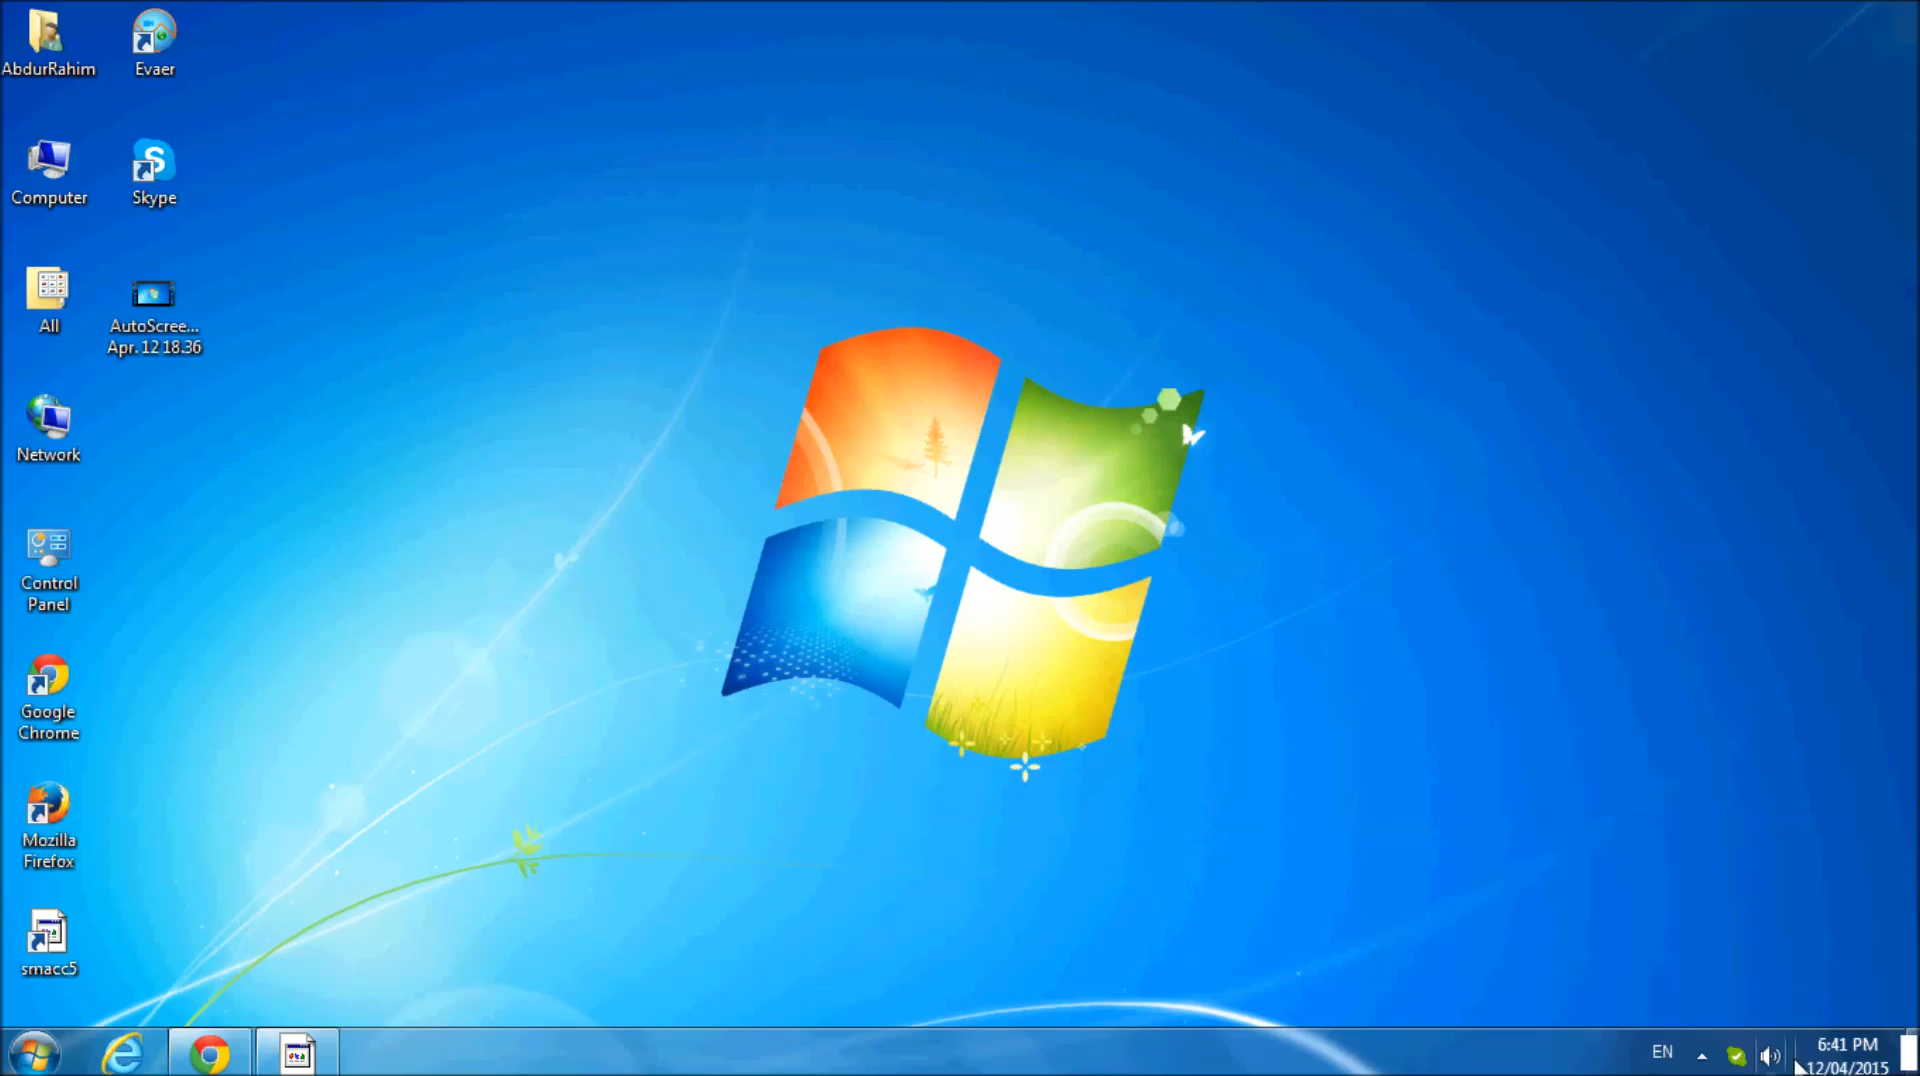 AbdurRahim
Evaer
Computer
Skype
All
AutoScree...
Apr. 12 18.36
Network
Control
Panel
Google
Chrome
Mozilla
Firefox
smacc5
EN
6:41 PM
12/04/2015